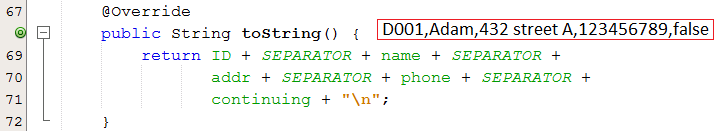 67 @Override
public String toString() { D001,Adam,432 street A,123456789,false
69 return ID + SEPARATOR + name + SEPARATOR +
70 addr + SEPARATOR + phone + SEPARATOR +
71 continuing + "\n";
72 }